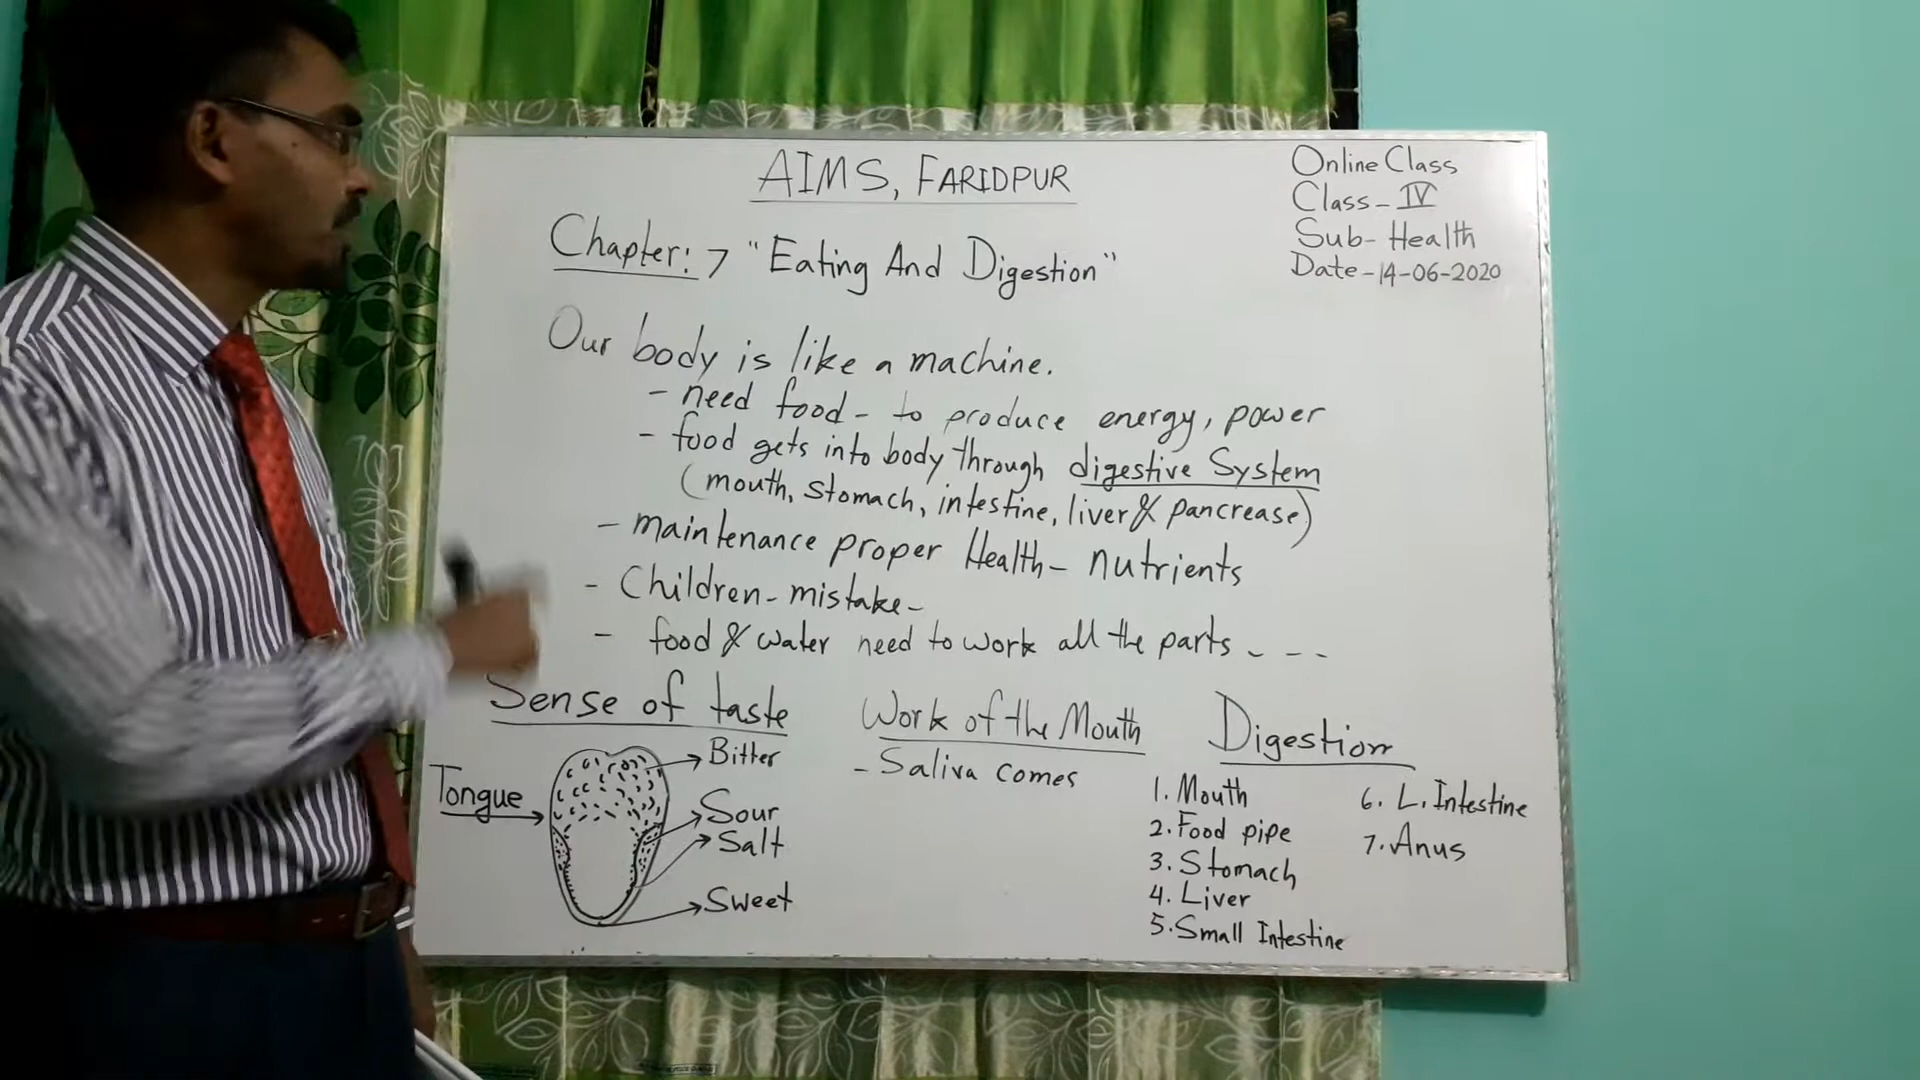 AIMS, FARIDPUR
Online Class
Class - IV
Sub - Health
Date - 14-06-2020
Chapter: 7 "Eating And Digestion"
Our body is like a machine.
- need food - to produce energy, power
- food gets into body through digestive System
(mouth, stomach, intestine, liver & pancrease)
- maintenance proper Health - nutrients
- Children - mistake -
- food & water need to work all the parts - - -
Sense of taste
Tongue
Bitter
Sour
Salt
Sweet
Work of the Mouth
- Saliva comes
Digestion
1. Mouth
2. Food pipe
3. Stomach
4. Liver
5. Small Intestine
6. L. Intestine
7. Anus